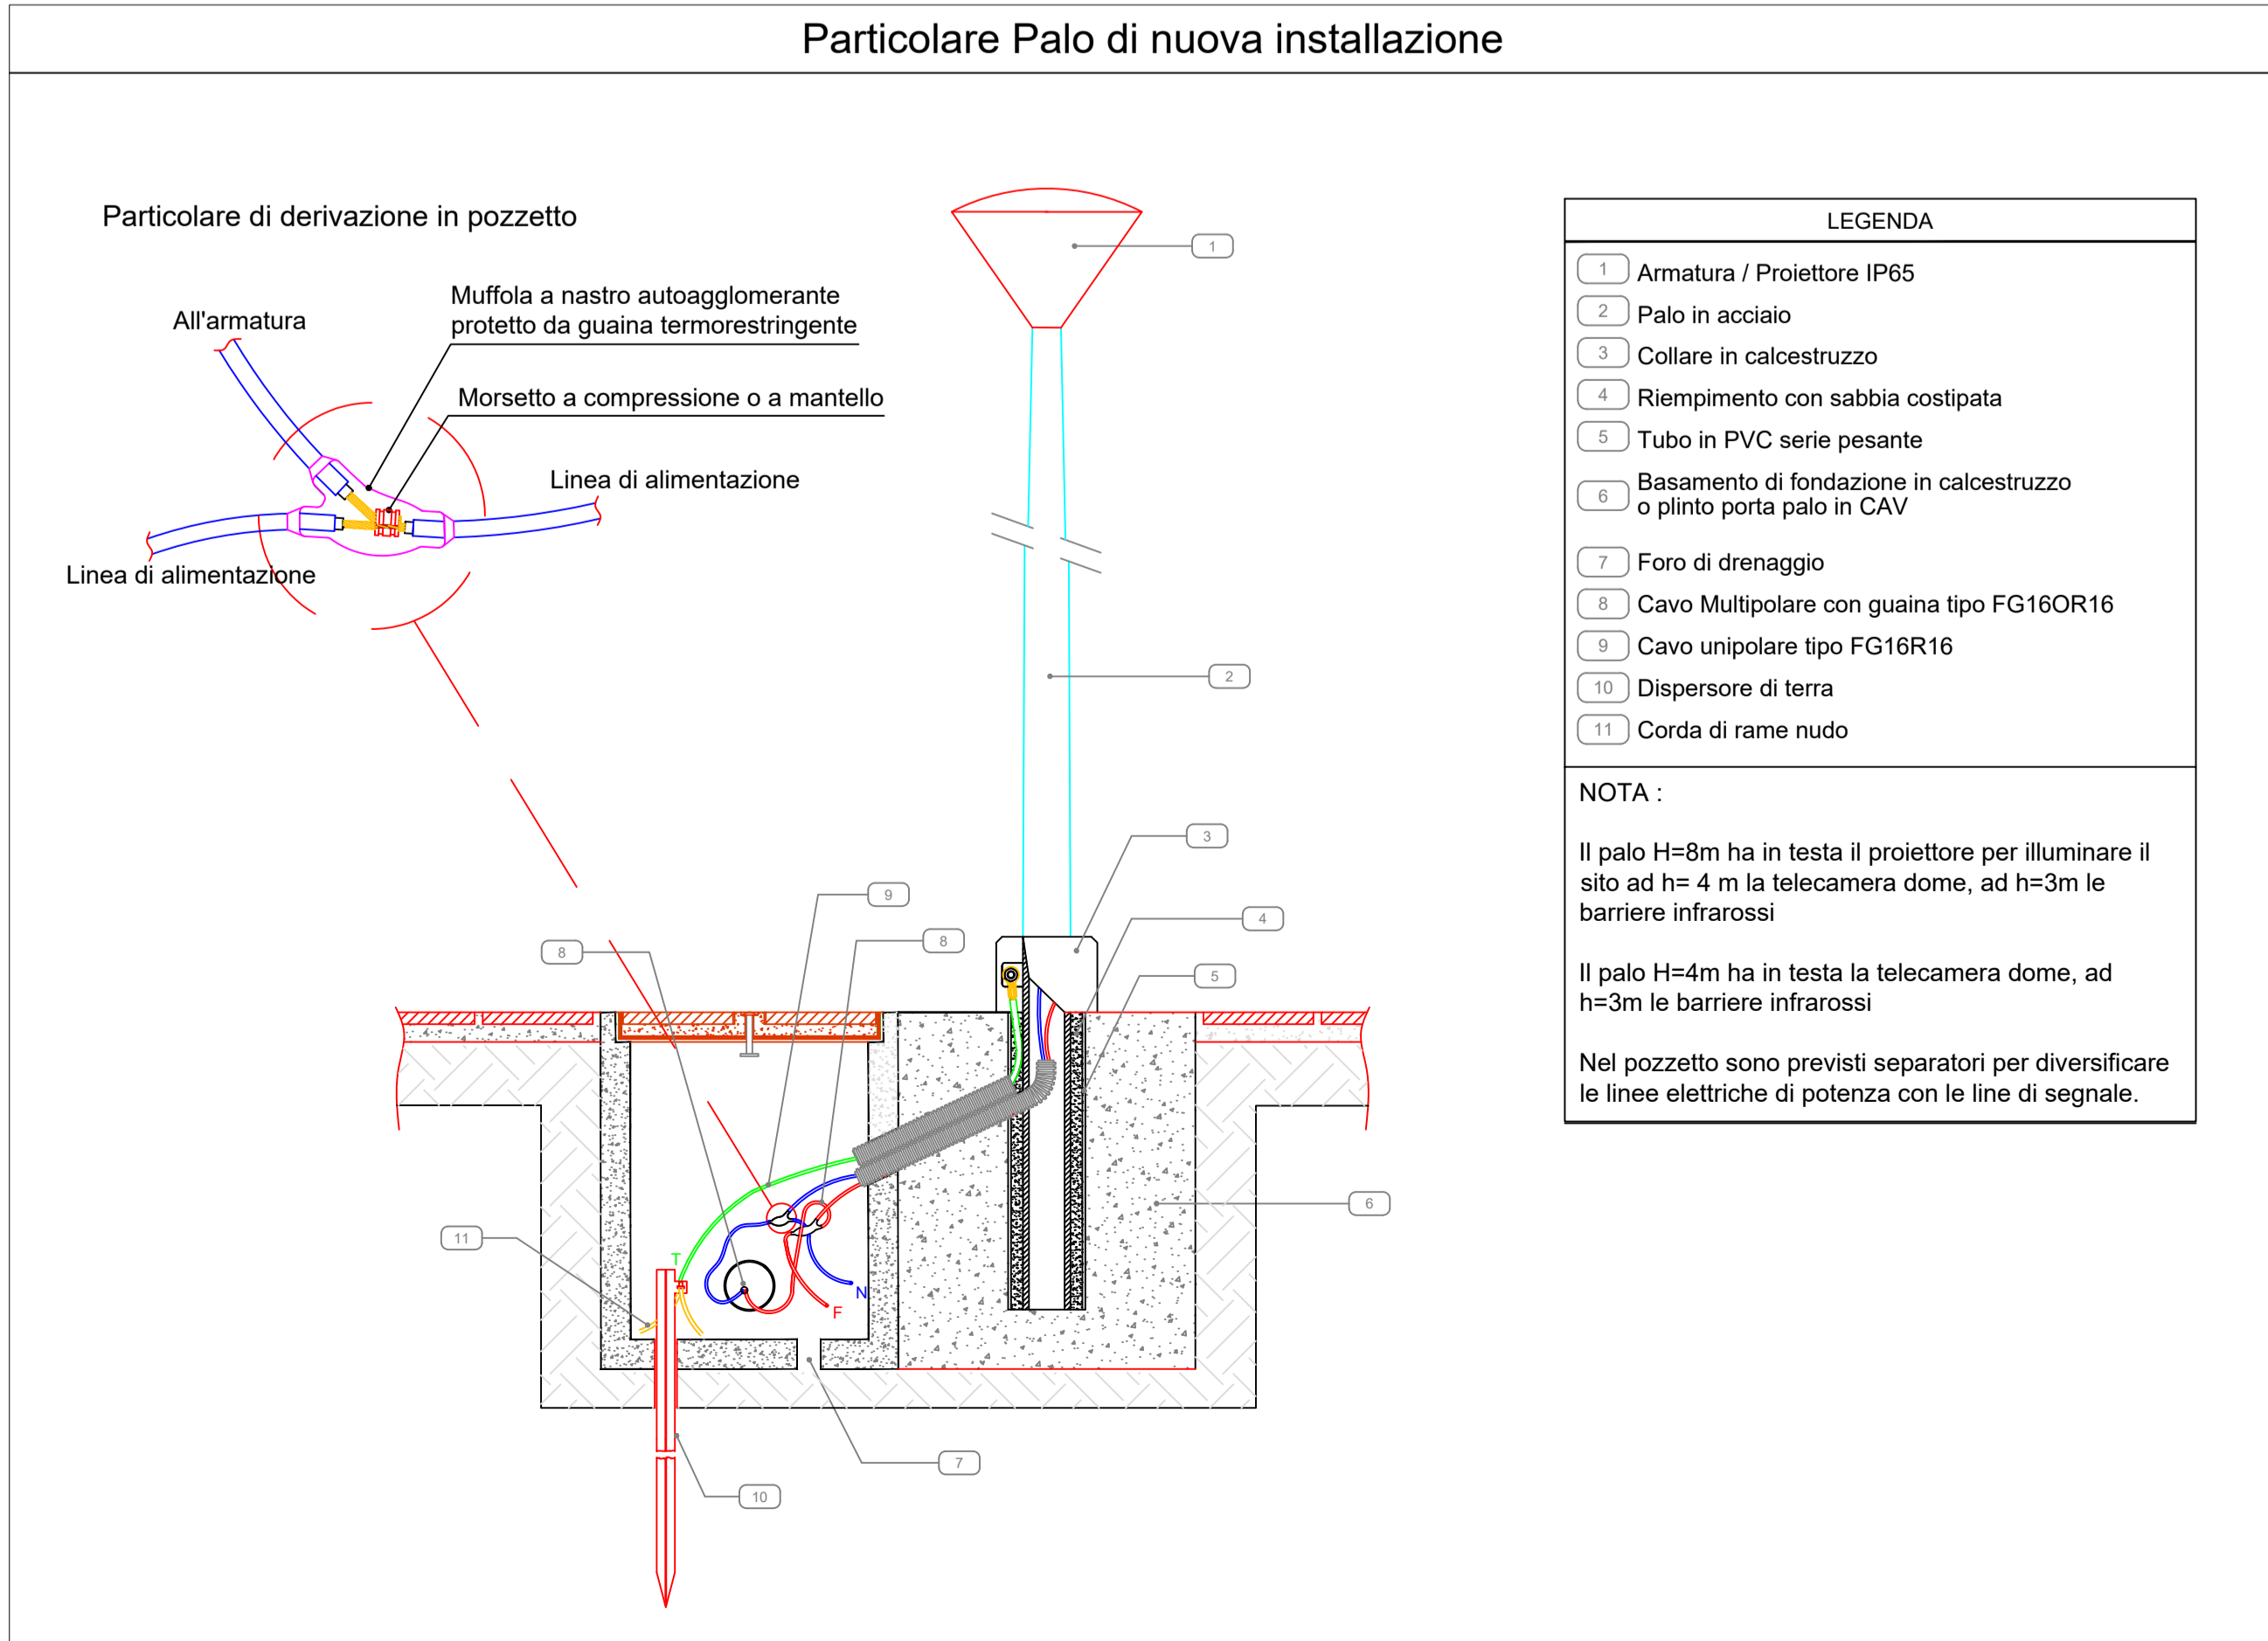 Particolare Palo di nuova installazione
Particolare di derivazione in pozzetto
All'armatura
Muffola a nastro autoagglomerante
protetto da guaina termorestringente
Morsetto a compressione o a mantello
Linea di alimentazione
Linea di alimentazione
1
2
3
4
5
6
9
8
8
11
T
N
F
7
10
LEGENDA
1 Armatura / Proiettore IP65
2 Palo in acciaio
3 Collare in calcestruzzo
4 Riempimento con sabbia costipata
5 Tubo in PVC serie pesante
6 Basamento di fondazione in calcestruzzo
o plinto porta palo in CAV
7 Foro di drenaggio
8 Cavo Multipolare con guaina tipo FG16OR16
9 Cavo unipolare tipo FG16R16
10 Dispersore di terra
11 Corda di rame nudo
NOTA :
Il palo H=8m ha in testa il proiettore per illuminare il
sito ad h= 4 m la telecamera dome, ad h=3m le
barriere infrarossi
Il palo H=4m ha in testa la telecamera dome, ad
h=3m le barriere infrarossi
Nel pozzetto sono previsti separatori per diversificare
le linee elettriche di potenza con le line di segnale.